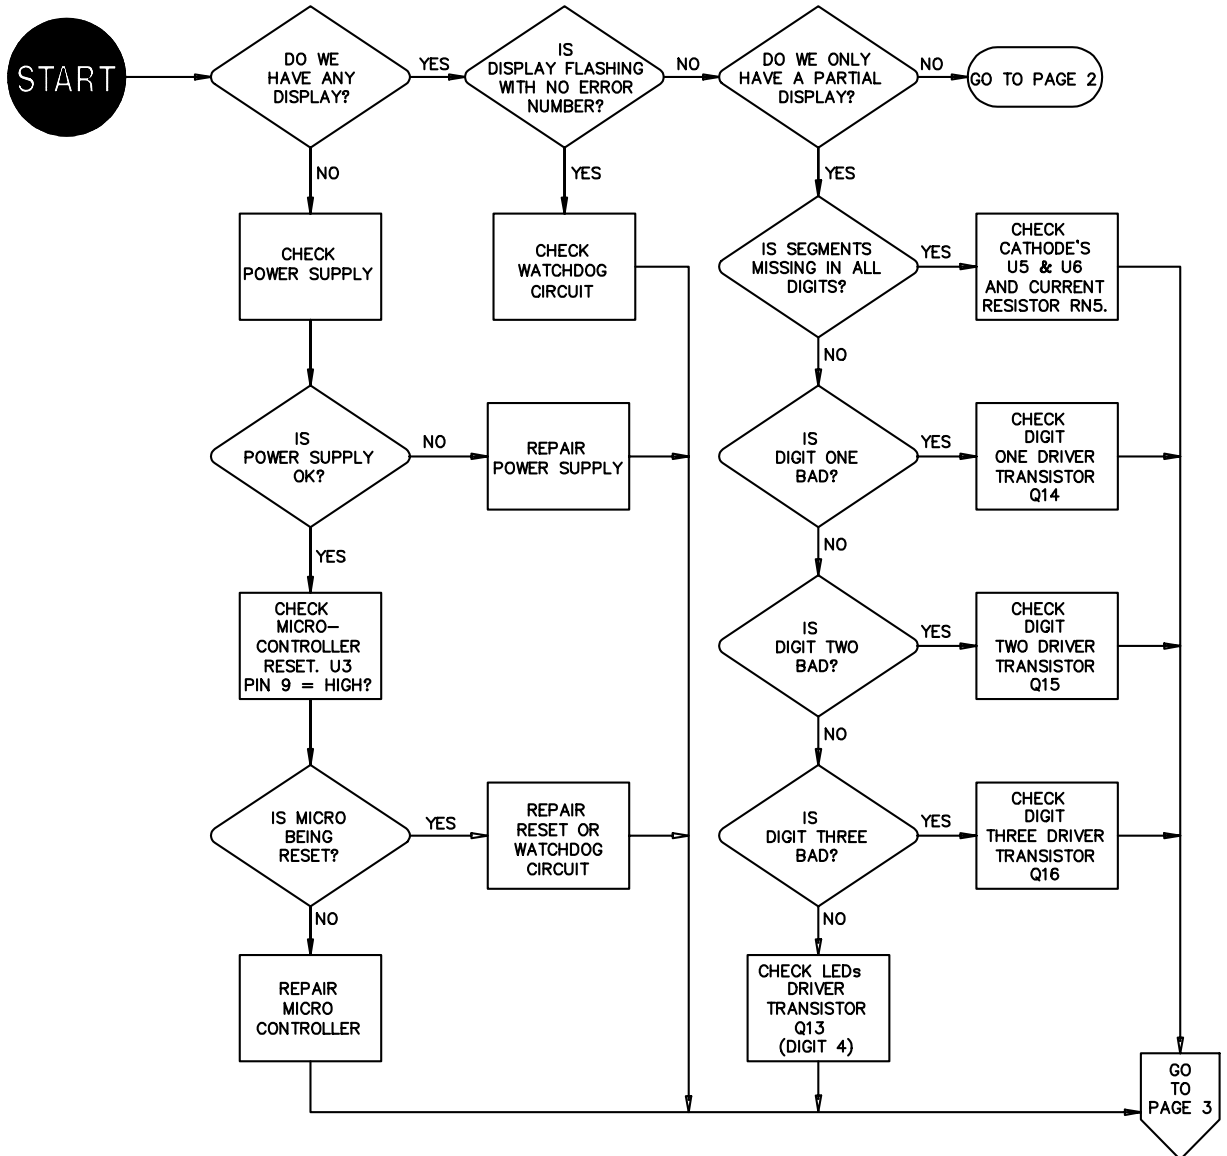 START
DO WE
HAVE ANY
DISPLAY?
YES
IS
DISPLAY FLASHING
WITH NO ERROR
NUMBER?
NO
DO WE ONLY
HAVE A PARTIAL
DISPLAY?
NO
GO TO PAGE 2
NO
YES
YES
CHECK
POWER SUPPLY
CHECK
WATCHDOG
CIRCUIT
IS SEGMENTS
MISSING IN ALL
DIGITS?
YES
CHECK
CATHODE'S
U5 & U6
AND CURRENT
RESISTOR RN5.
NO
IS
POWER SUPPLY
OK?
NO
REPAIR
POWER SUPPLY
IS
DIGIT ONE
BAD?
YES
CHECK
DIGIT
ONE DRIVER
TRANSISTOR
Q14
YES
NO
CHECK
MICRO-
CONTROLLER
RESET. U3
PIN 9 = HIGH?
IS
DIGIT TWO
BAD?
YES
CHECK
DIGIT
TWO DRIVER
TRANSISTOR
Q15
NO
IS MICRO
BEING
RESET?
YES
REPAIR
RESET OR
WATCHDOG
CIRCUIT
IS
DIGIT THREE
BAD?
YES
CHECK
DIGIT
THREE DRIVER
TRANSISTOR
Q16
NO
NO
REPAIR
MICRO
CONTROLLER
CHECK LEDs
DRIVER
TRANSISTOR
Q13
(DIGIT 4)
GO
TO
PAGE 3